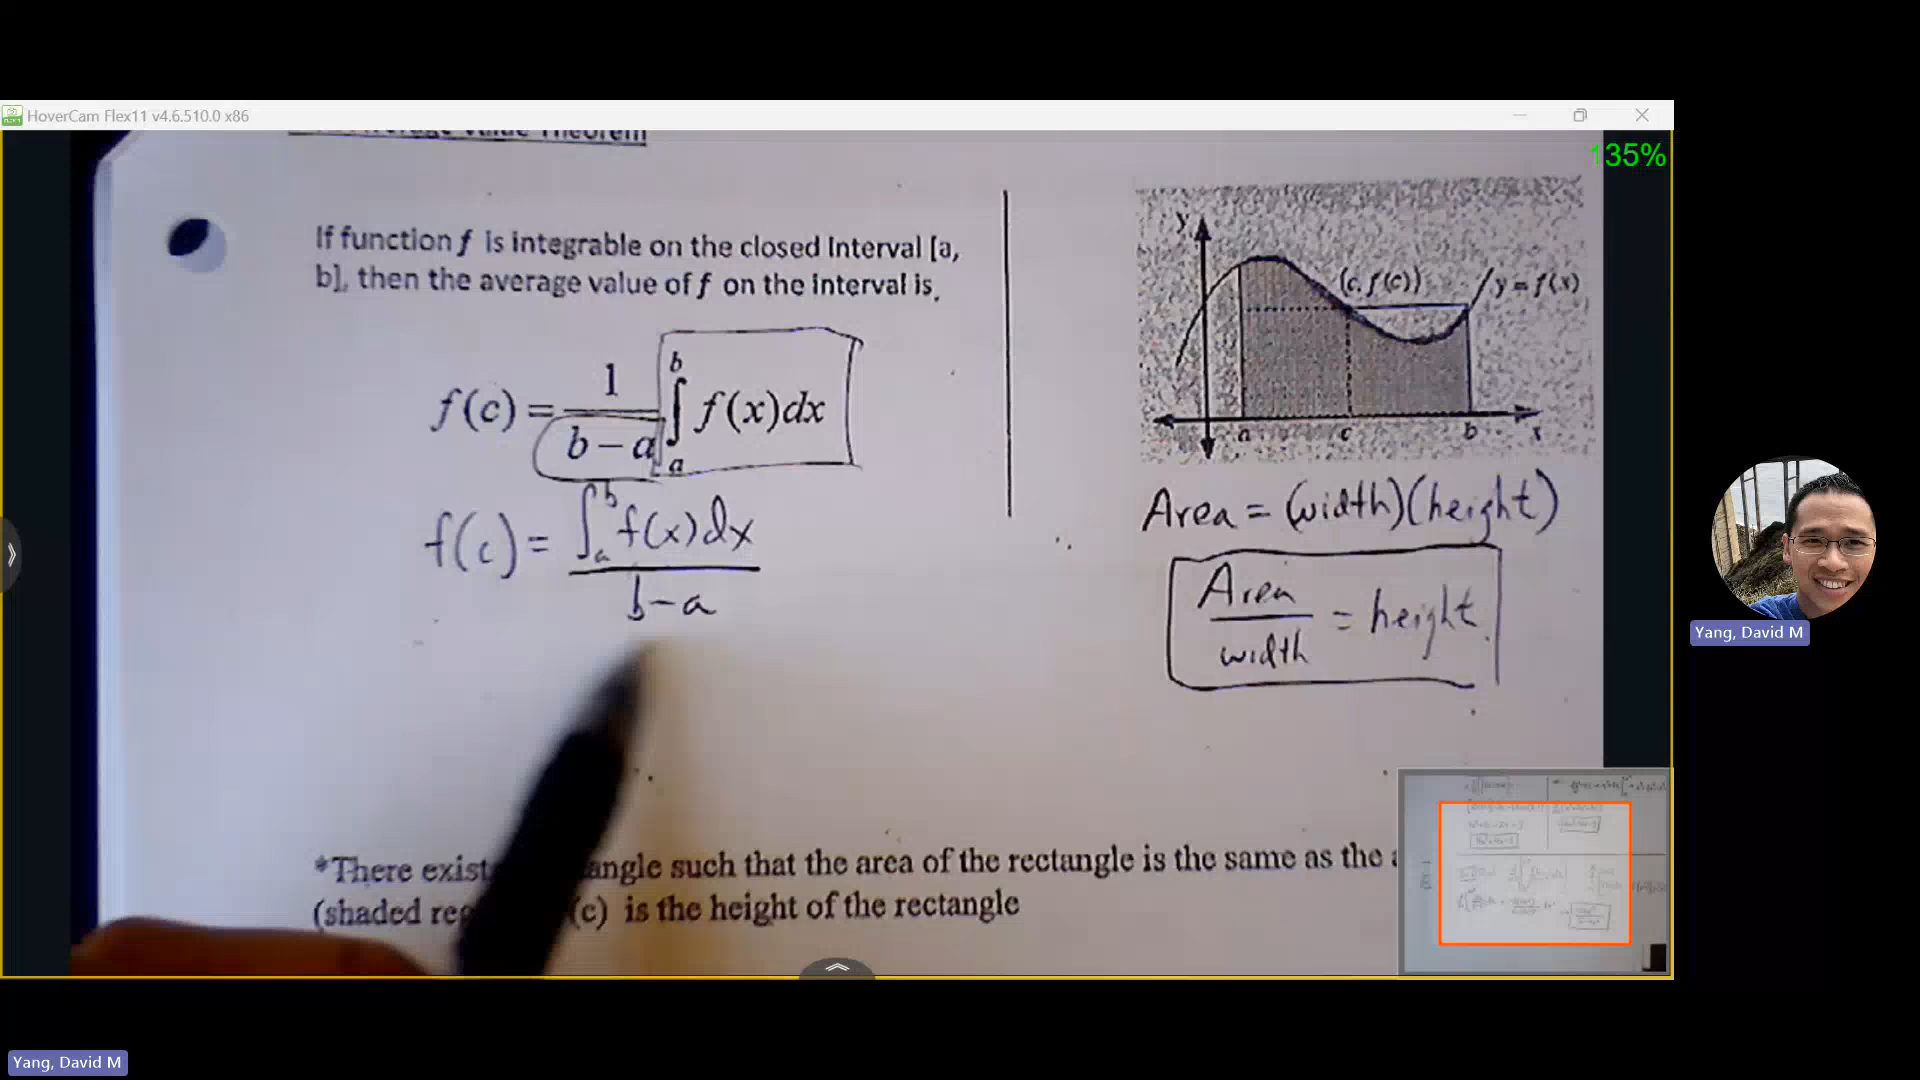 HoverCam Flex11 v4.6.510.0 x86
Value Theorem
135%
If function f is integrable on the closed interval [a,
b], then the average value of f on the interval is,
f(c) = 1/(b − a) ∫_a^b f(x)dx
f(c) = ∫_a^b f(x)dx / (b − a)
y
(c, f(c))
y = f(x)
a c b x
Area = (width)(height)
Area / width = height
*There exist angle such that the area of the rectangle is the same as the
(shaded reg (c) is the height of the rectangle
Yang, David M
Yang, David M